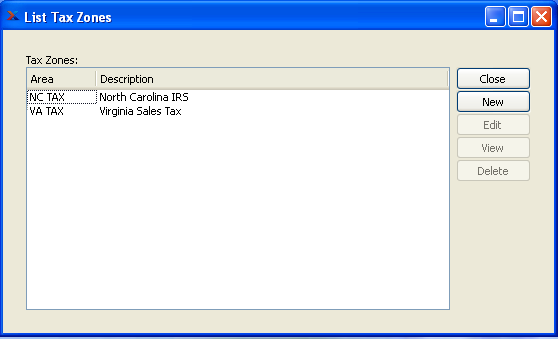 List Tax Zones
Tax Zones:
Area Description
NC TAX North Carolina IRS
VA TAX Virginia Sales Tax
Close
New
Edit
View
Delete